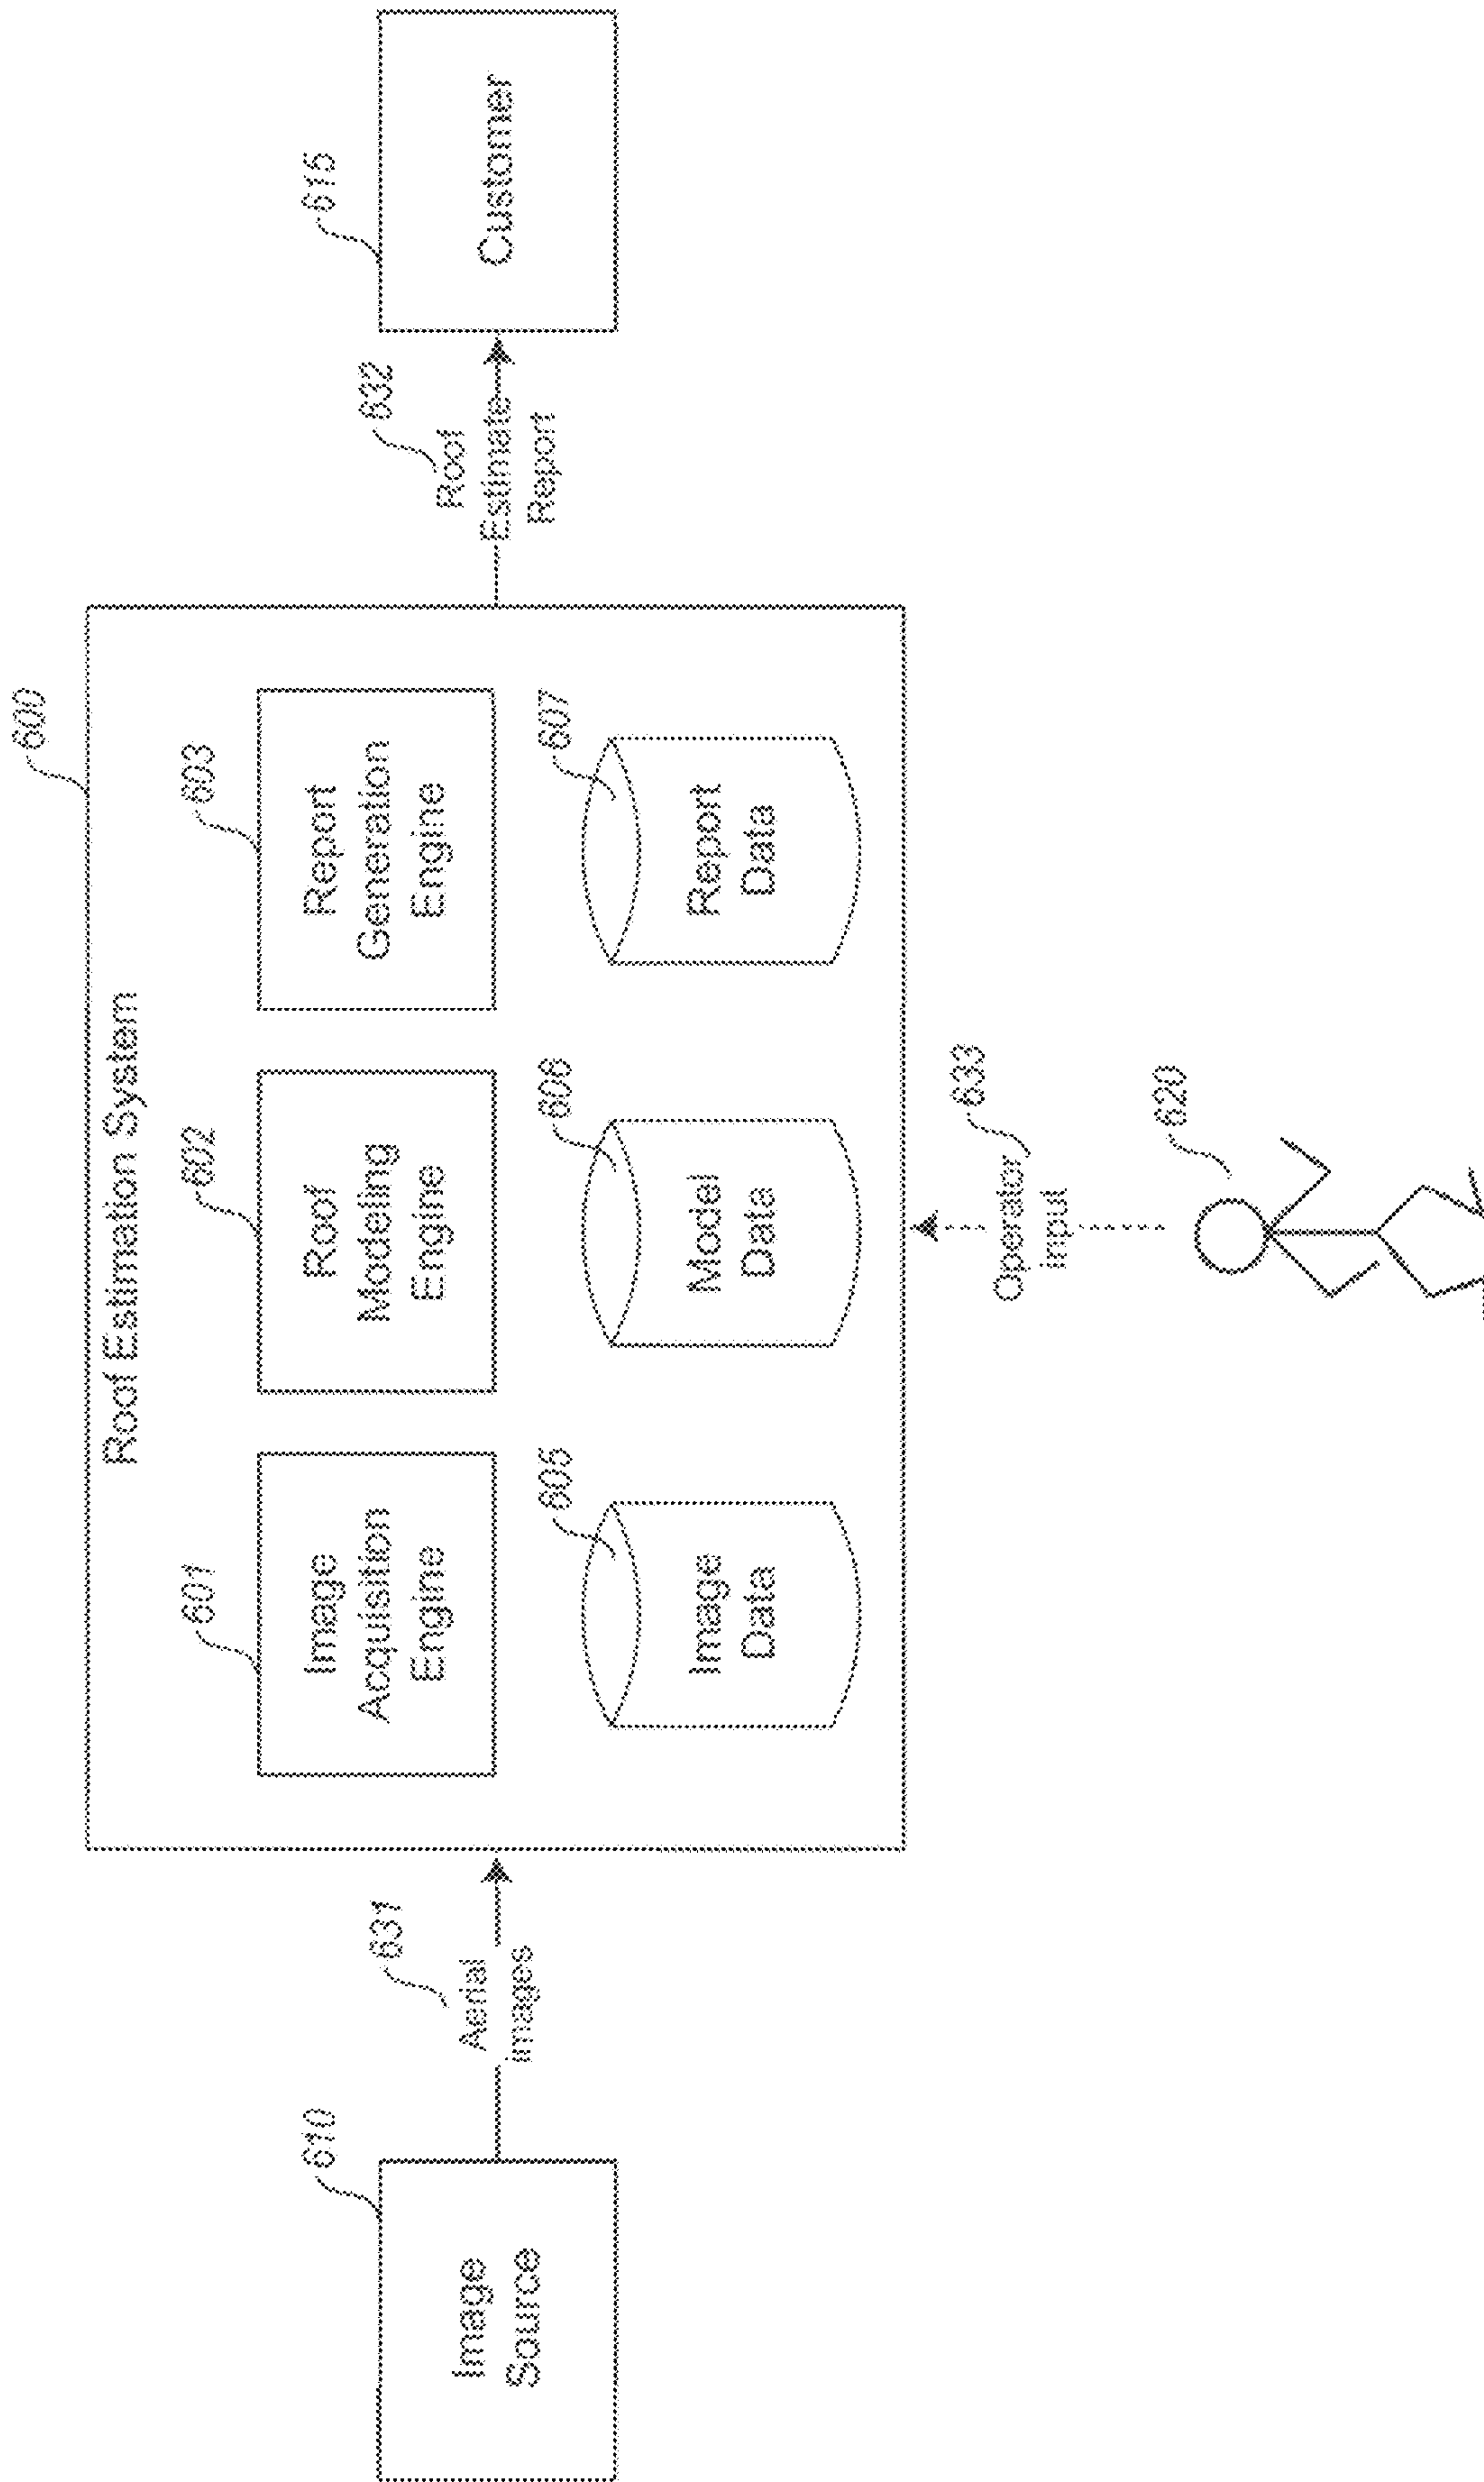 600
Roof Estimation System
601
Image
Acquisition
Engine
602
Roof
Modeling
Engine
603
Report
Generation
Engine
605
Image
Data
606
Model
Data
607
Report
Data
610
Image
Source
631
Aerial
images
632
Roof
Estimate
Report
615
Customer
633
Operator
input
620